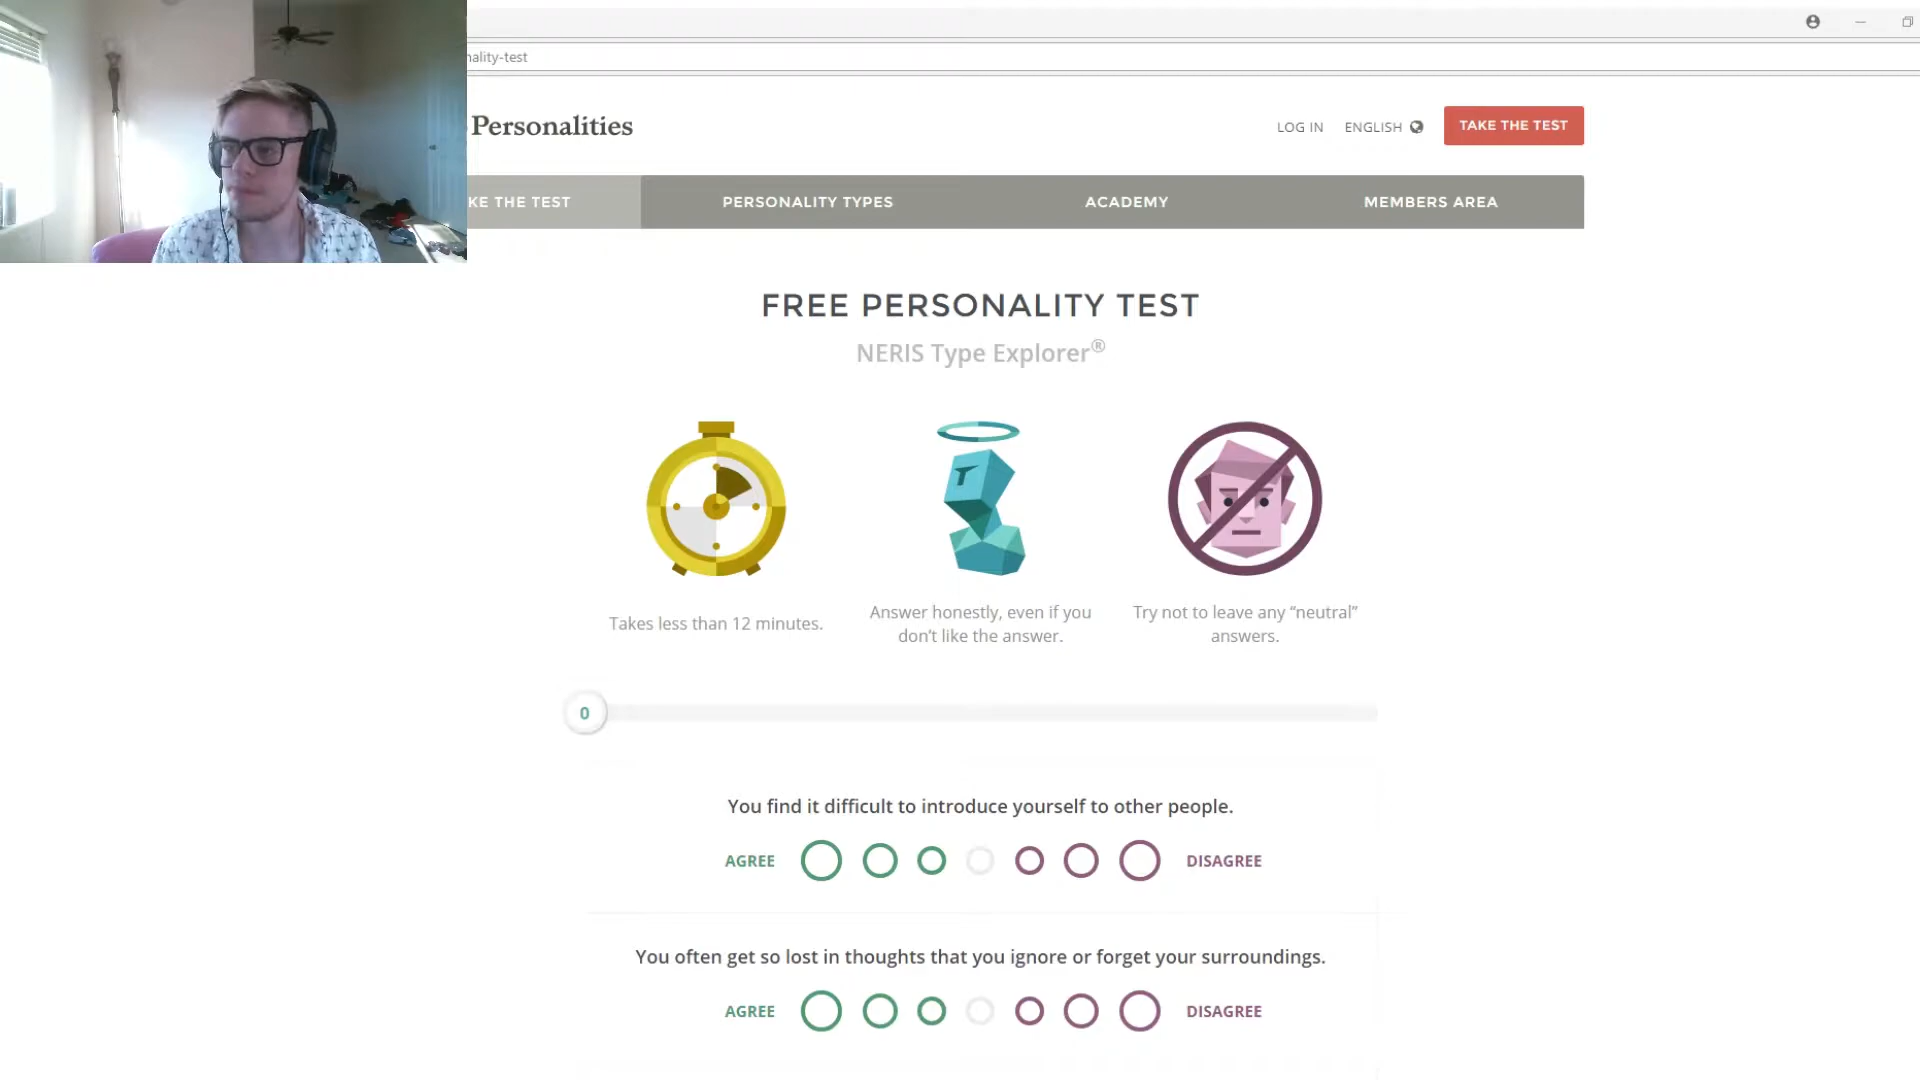 nality-test
Personalities
LOG IN
ENGLISH
TAKE THE TEST
KE THE TEST
PERSONALITY TYPES
ACADEMY
MEMBERS AREA
FREE PERSONALITY TEST
NERIS Type Explorer®
Takes less than 12 minutes.
Answer honestly, even if you
don’t like the answer.
Try not to leave any “neutral”
answers.
0
You find it difficult to introduce yourself to other people.
AGREE DISAGREE
You often get so lost in thoughts that you ignore or forget your surroundings.
AGREE DISAGREE